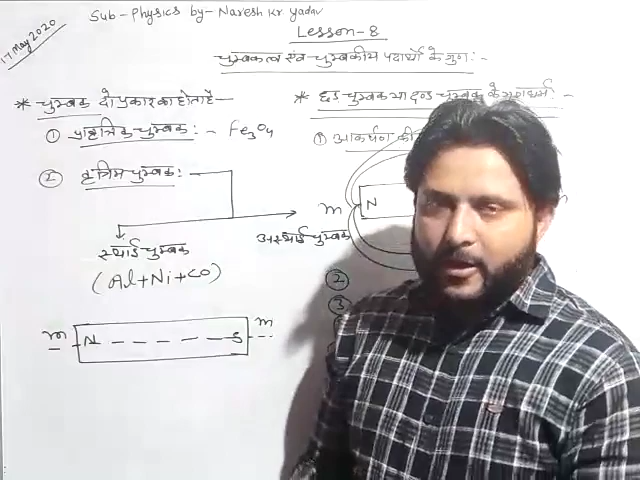 17 May 2020
Sub - Physics by - Naresh Kr Yadav
Lesson - 8
चुम्बकत्व एवं चुम्बकीय पदार्थों के गुण : -
* चुम्बक दो प्रकार का होता है —
① प्राकृतिक चुम्बक : - Fe₃O₄
② कृत्रिम चुम्बक : -
स्थाई चुम्बक
अस्थाई चुम्बक
(Al+Ni+Co)
m N S m
* छड़ चुम्बक या दण्ड चुम्बक के गुणधर्म : -
① आकर्षण की
m N
②
③